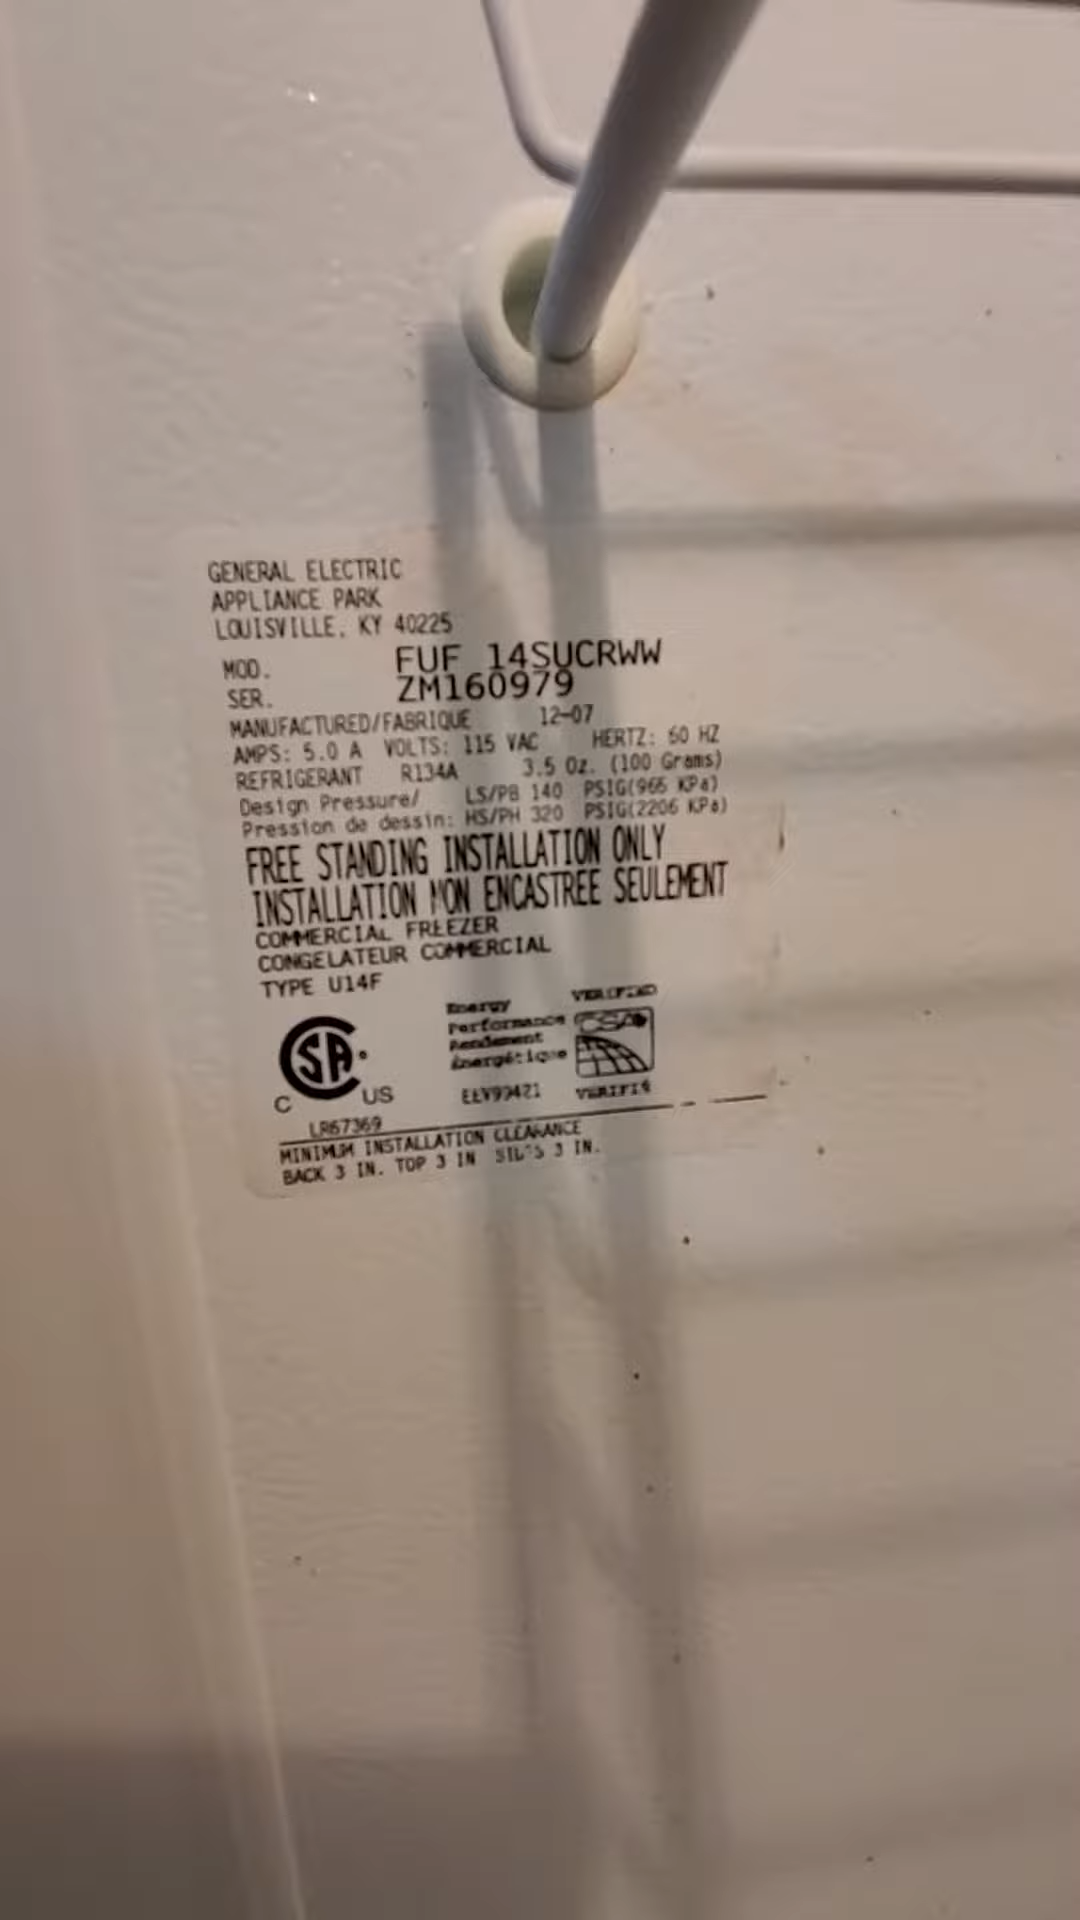 GENERAL ELECTRIC
APPLIANCE PARK
LOUISVILLE, KY 40225
MOD. FUF 14SUCRWW
SER. ZM160979
MANUFACTURED/FABRIQUE 12-07
AMPS: 5.0 A VOLTS: 115 VAC HERTZ: 60 HZ
REFRIGERANT R134A 3.5 Oz. (100 Grams)
Design Pressure/ LS/PB 140 PSIG(965 KPa)
Pression de dessin: HS/PH 320 PSIG(2206 KPa)
FREE STANDING INSTALLATION ONLY
INSTALLATION NON ENCASTREE SEULEMENT
COMMERCIAL FREEZER
CONGELATEUR COMMERCIAL
TYPE U14F
Energy VERIFIED
Performance CSA
Rendement
Énergétique
SA
C US
EEV99421 VERIFIÉ
LR67369
MINIMUM INSTALLATION CLEARANCE
BACK 3 IN. TOP 3 IN SIDES 3 IN.